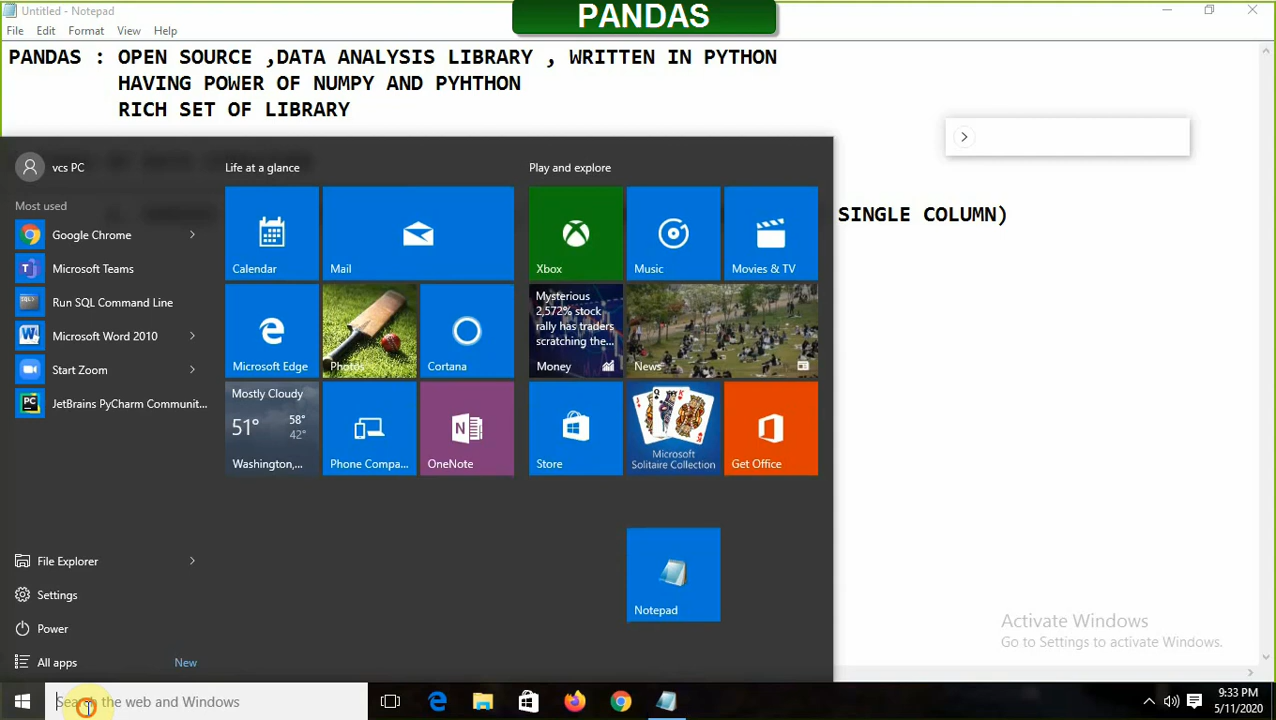 Untitled - Notepad
PANDAS
File Edit Format View Help
PANDAS : OPEN SOURCE ,DATA ANALYSIS LIBRARY , WRITTEN IN PYTHON
HAVING POWER OF NUMPY AND PYHTHON
RICH SET OF LIBRARY
SINGLE COLUMN)
vcs PC
Most used
Google Chrome
Microsoft Teams
Run SQL Command Line
Microsoft Word 2010
Start Zoom
JetBrains PyCharm Communit...
File Explorer
Settings
Power
All apps New
Life at a glance
Calendar
Mail
Microsoft Edge
Photos
Cortana
Mostly Cloudy
51° 58°
42°
Washington,...
Phone Compa...
OneNote
Play and explore
Xbox
Music
Movies & TV
Mysterious
2,572% stock
rally has traders
scratching the...
Money
News
Store
Microsoft
Solitaire Collection
Get Office
Notepad
Activate Windows
Go to Settings to activate Windows.
Search the web and Windows
9:33 PM
5/11/2020